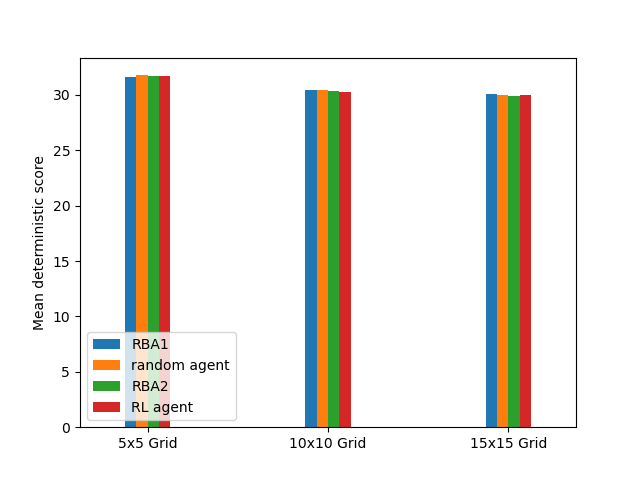 Mean deterministic score
30
25
20
15
10
5
0
RBA1
random agent
RBA2
RL agent
5x5 Grid
10x10 Grid
15x15 Grid